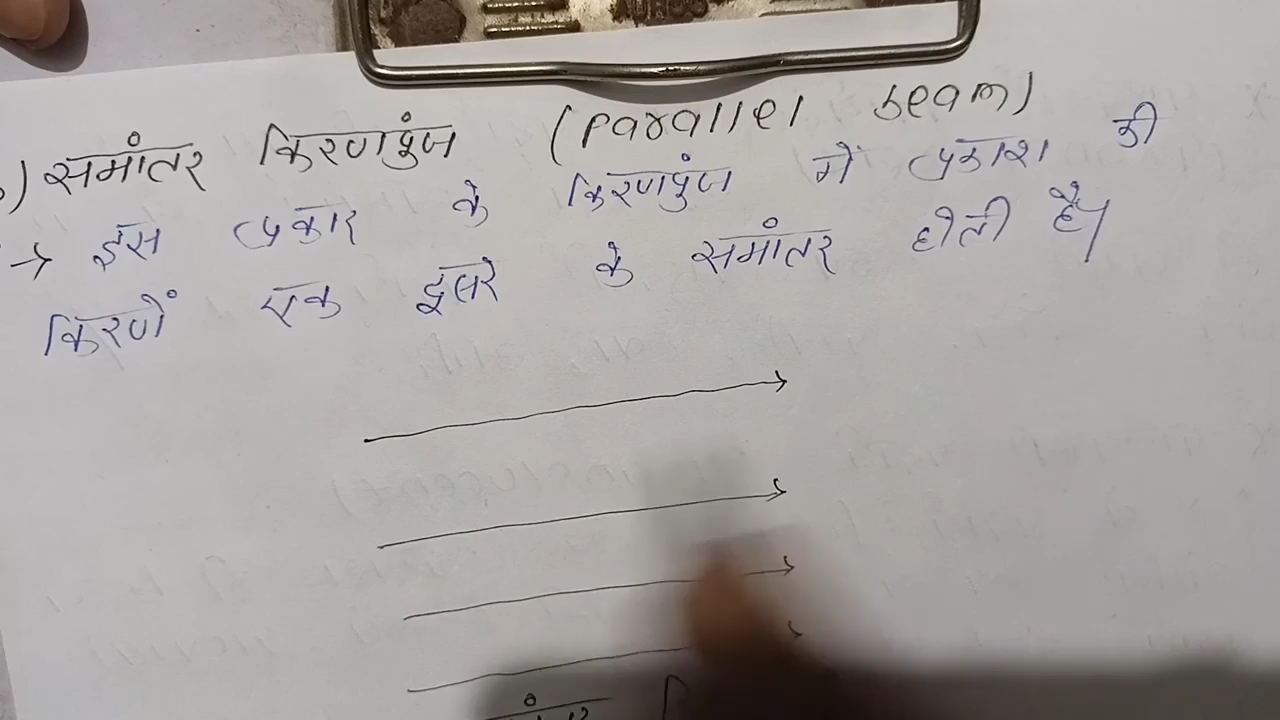 ) समांतर किरणपुंज (Parallel beam)
→ इस प्रकार के किरणपुंज में प्रकाश की
किरणें एक दूसरे के समांतर होती है।